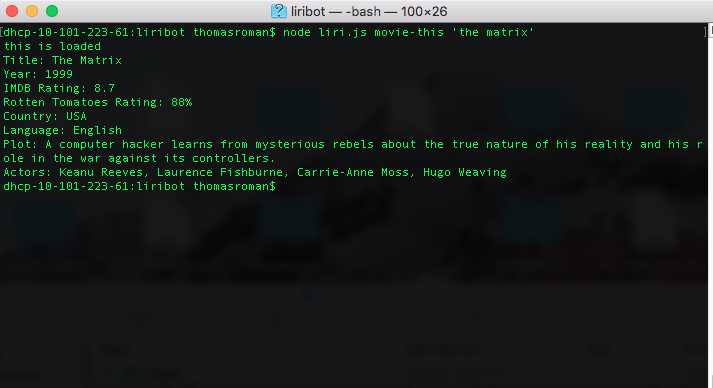 liribot — -bash — 100×26
[dhcp-10-101-223-61:liribot thomasroman$ node liri.js movie-this 'the matrix' ]
this is loaded
Title: The Matrix
Year: 1999
IMDB Rating: 8.7
Rotten Tomatoes Rating: 88%
Country: USA
Language: English
Plot: A computer hacker learns from mysterious rebels about the true nature of his reality and his r
ole in the war against its controllers.
Actors: Keanu Reeves, Laurence Fishburne, Carrie-Anne Moss, Hugo Weaving
dhcp-10-101-223-61:liribot thomasroman$